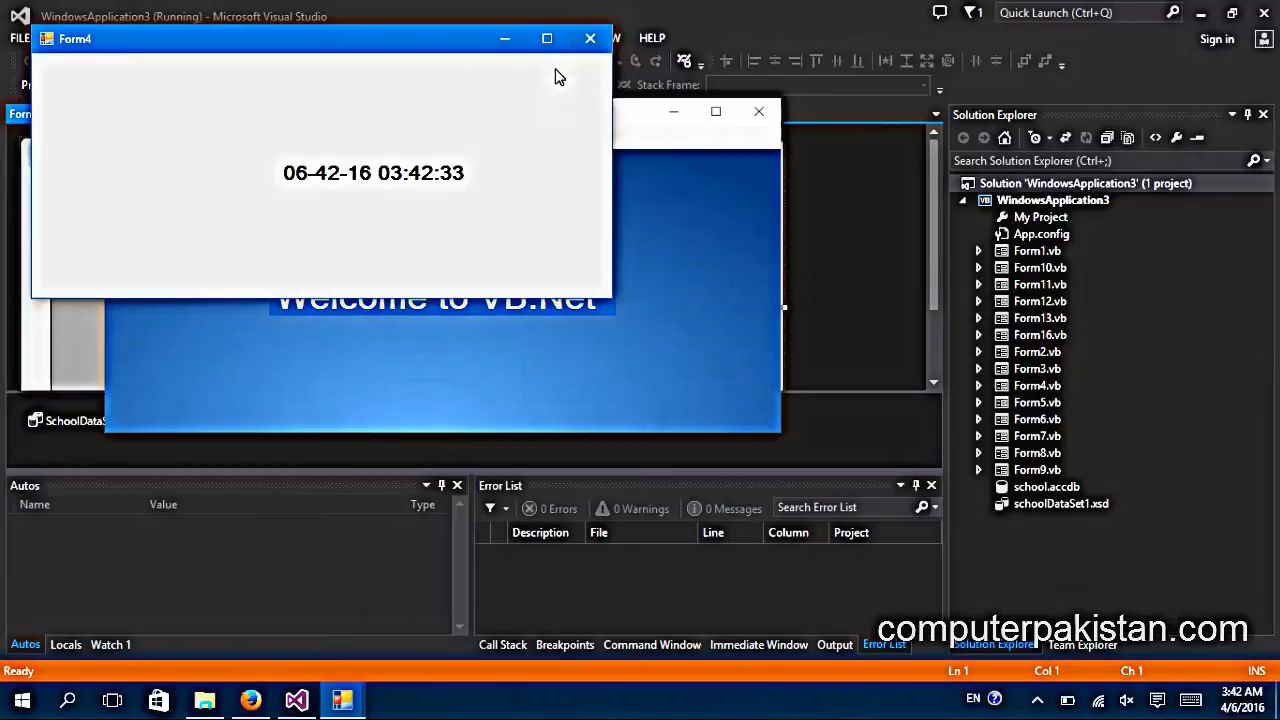 WindowsApplication3 (Running) - Microsoft Visual Studio
1
Quick Launch (Ctrl+Q)
FILE
HELP
Sign in
Form4
Stack Frame:
06-42-16 03:42:33
Welcome to VB.Net
SchoolDataS
Solution Explorer
Search Solution Explorer (Ctrl+;)
Solution 'WindowsApplication3' (1 project)
VB WindowsApplication3
My Project
App.config
Form1.vb
Form10.vb
Form11.vb
Form12.vb
Form13.vb
Form16.vb
Form2.vb
Form3.vb
Form4.vb
Form5.vb
Form6.vb
Form7.vb
Form8.vb
Form9.vb
school.accdb
schoolDataSet1.xsd
Autos
Name Value Type
Error List
0 Errors 0 Warnings 0 Messages Search Error List
Description File Line Column Project
computerpakistan.com
Autos Locals Watch 1
Call Stack Breakpoints Command Window Immediate Window Output Error List
Solution Explorer Team Explorer
Ready Ln 1 Col 1 Ch 1 INS
EN
3:42 AM
4/6/2016